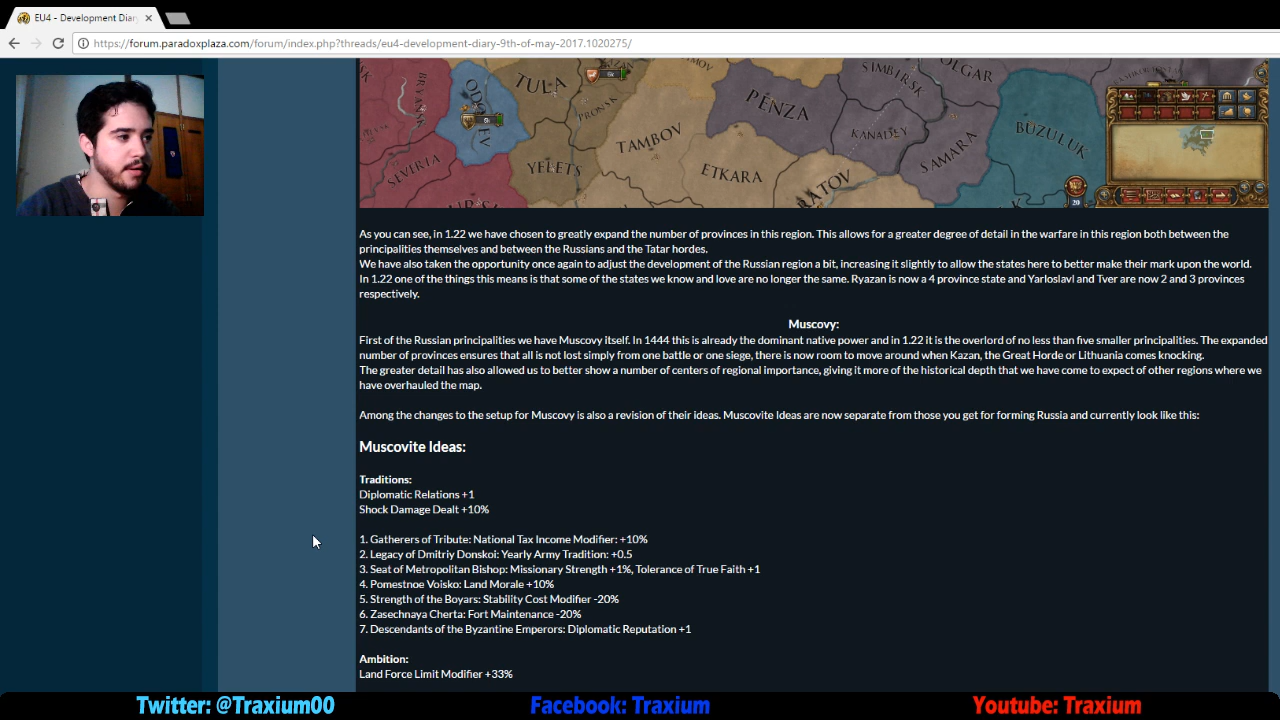 EU4 - Development Diar
https://forum.paradoxplaza.com/forum/index.php?threads/eu4-development-diary-9th-of-may-2017.1020275/
BRYANSK
ODOYEV
TULA
PRONSK
SIMBIRSK
BOLGAR
PENZA
KANADEY
TAMBOV
SAMARA
BUZULUK
SEVERIA
YELETS
ETKARA
SARATOV
20
As you can see, in 1.22 we have chosen to greatly expand the number of provinces in this region. This allows for a greater degree of detail in the warfare in this region both between the
principalities themselves and between the Russians and the Tatar hordes.
We have also taken the opportunity once again to adjust the development of the Russian region a bit, increasing it slightly to allow the states here to better make their mark upon the world.
In 1.22 one of the things this means is that some of the states we know and love are no longer the same. Ryazan is now a 4 province state and Yarloslavl and Tver are now 2 and 3 provinces
respectively.
Muscovy:
First of the Russian principalities we have Muscovy itself. In 1444 this is already the dominant native power and in 1.22 it is the overlord of no less than five smaller principalities. The expanded
number of provinces ensures that all is not lost simply from one battle or one siege, there is now room to move around when Kazan, the Great Horde or Lithuania comes knocking.
The greater detail has also allowed us to better show a number of centers of regional importance, giving it more of the historical depth that we have come to expect of other regions where we
have overhauled the map.
Among the changes to the setup for Muscovy is also a revision of their ideas. Muscovite Ideas are now separate from those you get for forming Russia and currently look like this:
Muscovite Ideas:
Traditions:
Diplomatic Relations +1
Shock Damage Dealt +10%
1. Gatherers of Tribute: National Tax Income Modifier: +10%
2. Legacy of Dmitriy Donskoi: Yearly Army Tradition: +0.5
3. Seat of Metropolitan Bishop: Missionary Strength +1%, Tolerance of True Faith +1
4. Pomestnoe Voisko: Land Morale +10%
5. Strength of the Boyars: Stability Cost Modifier -20%
6. Zasechnaya Cherta: Fort Maintenance -20%
7. Descendants of the Byzantine Emperors: Diplomatic Reputation +1
Ambition:
Land Force Limit Modifier +33%
Twitter: @Traxium00
Facebook: Traxium
Youtube: Traxium